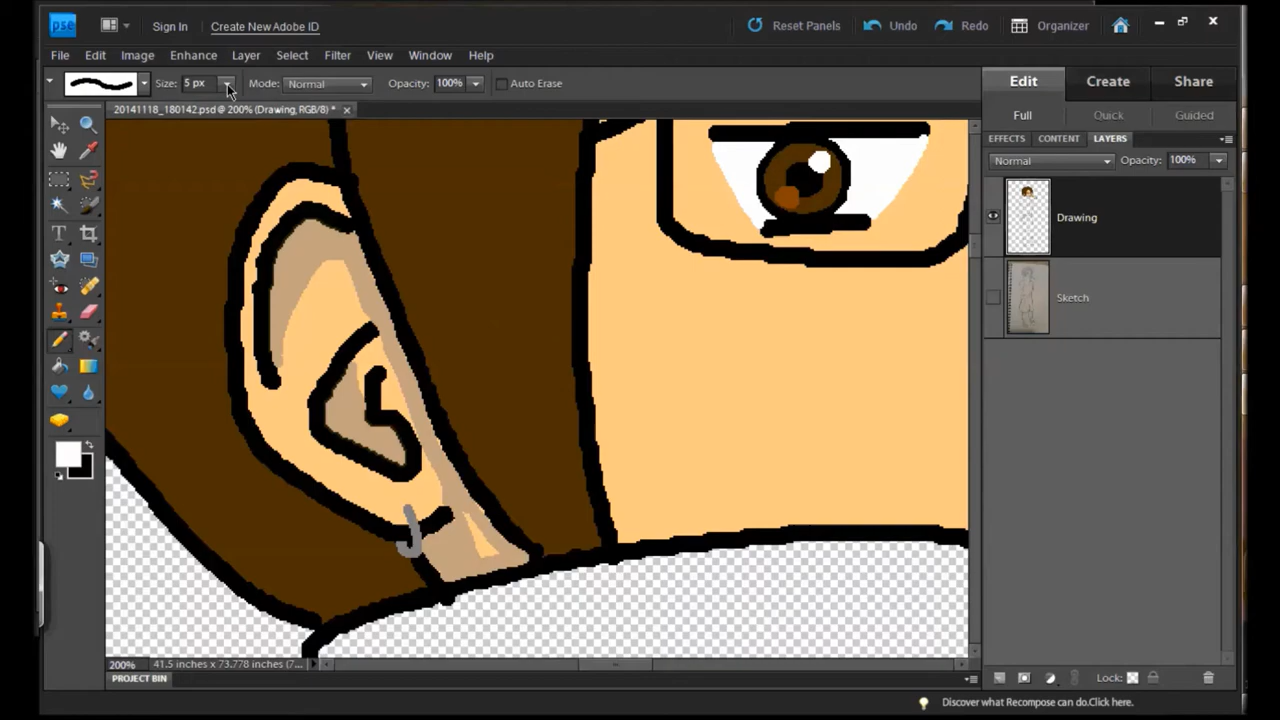 pse Sign In Create New Adobe ID Reset Panels Undo Redo Organizer
File Edit Image Enhance Layer Select Filter View Window Help
Size: 5 px Mode: Normal Opacity: 100% Auto Erase
Edit Create Share
20141118_180142.psd @ 200% (Drawing, RGB/8) *
Full Quick Guided
EFFECTS CONTENT LAYERS
Normal Opacity: 100%
Drawing
Sketch
200% 41.5 inches x 73.778 inches (7...
Lock:
PROJECT BIN
Discover what Recompose can do.Click here.